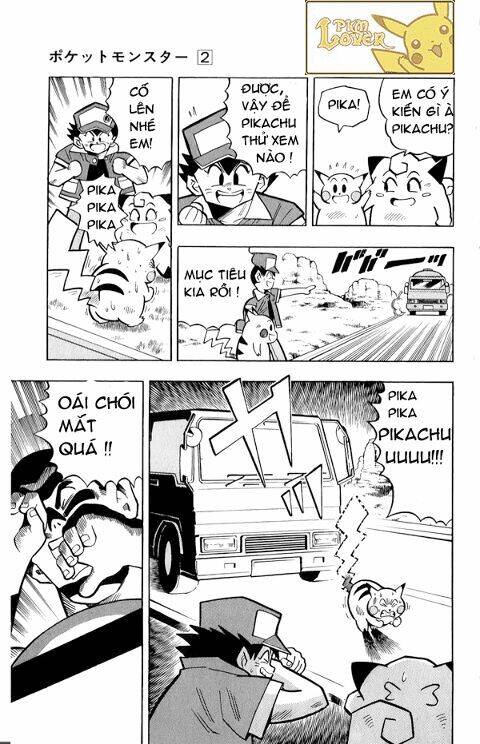 PKM
LOVER
ポケットモンスター 2
EM CÓ Ý
KIẾN GÌ À
PIKACHU?
PIKA!
ĐƯỢC,
VẬY ĐỂ
PIKACHU
THỬ XEM
NÀO !
CỐ
LÊN
NHÉ
EM!
PIKA
PIKA
PIKA
MỤC TIÊU
KIA RỒI !
PIKA
PIKA
PIKACHU
UUUU!!!
OÁI CHÓI
MẮT
QUÁ !!